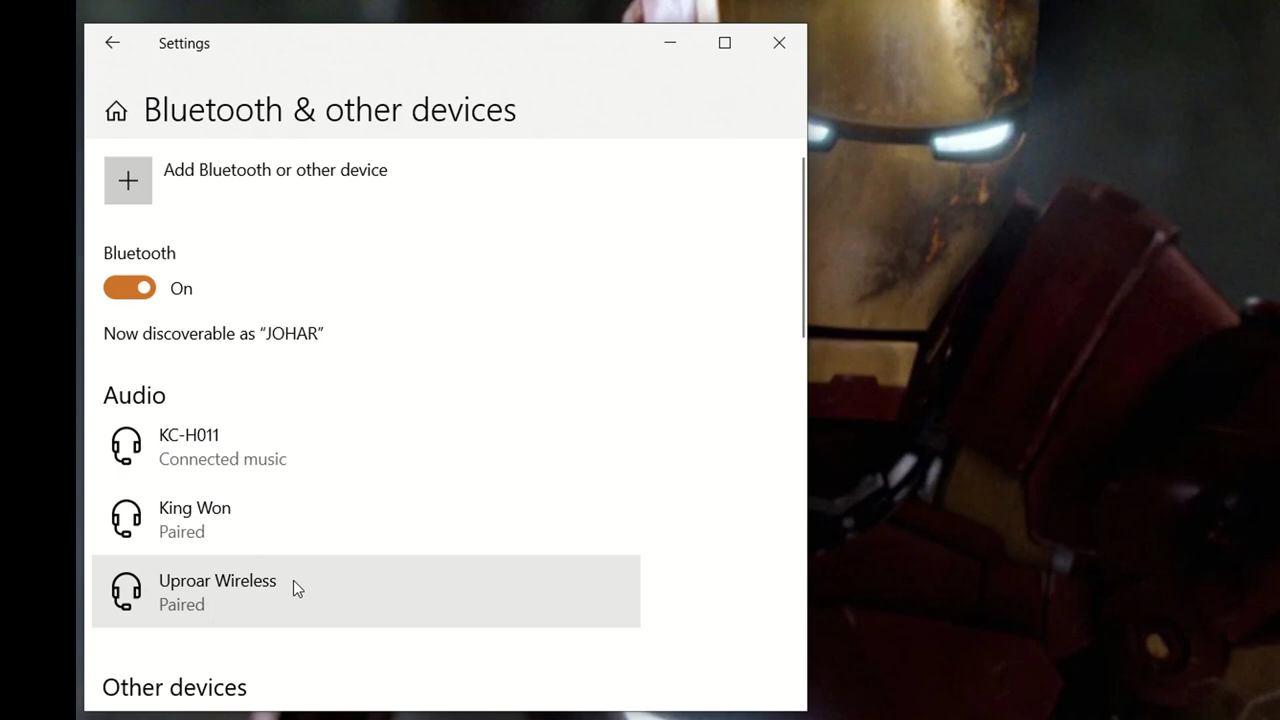 Settings
Bluetooth & other devices
Add Bluetooth or other device
Bluetooth
On
Now discoverable as “JOHAR”
Audio
KC-H011
Connected music
King Won
Paired
Uproar Wireless
Paired
Other devices